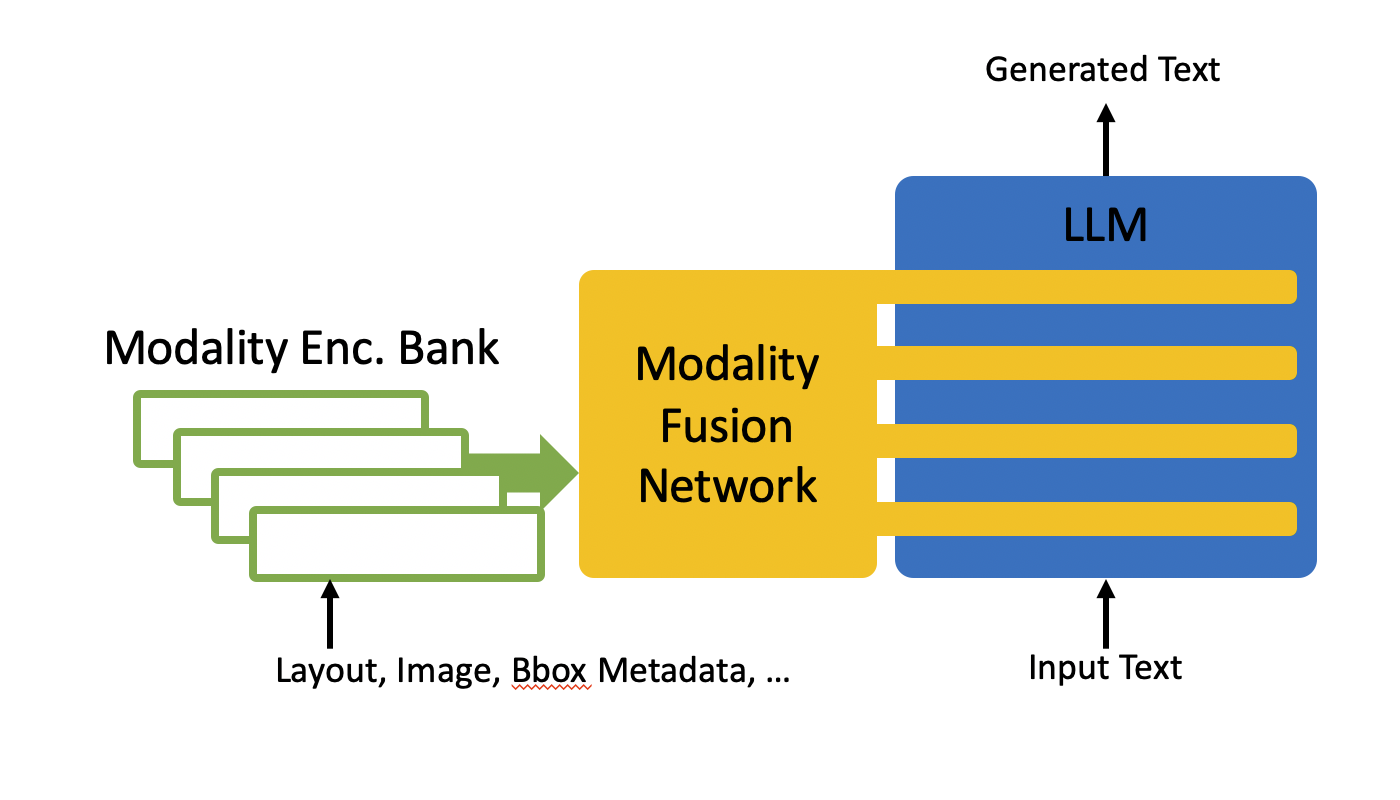 Generated Text
LLM
Modality Enc. Bank
Modality
Fusion
Network
Layout, Image, Bbox Metadata, ...
Input Text